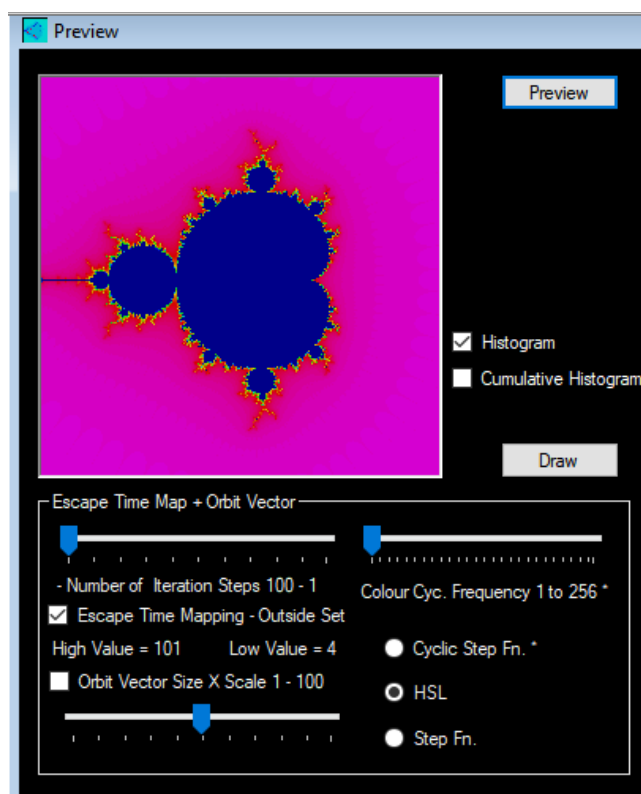 Preview
Preview
Histogram
Cumulative Histogram
Draw
Escape Time Map + Orbit Vector
- Number of Iteration Steps 100 - 1
Colour Cyc. Frequency 1 to 256 *
Escape Time Mapping - Outside Set
High Value = 101 Low Value = 4
Cyclic Step Fn. *
Orbit Vector Size X Scale 1 - 100
HSL
Step Fn.